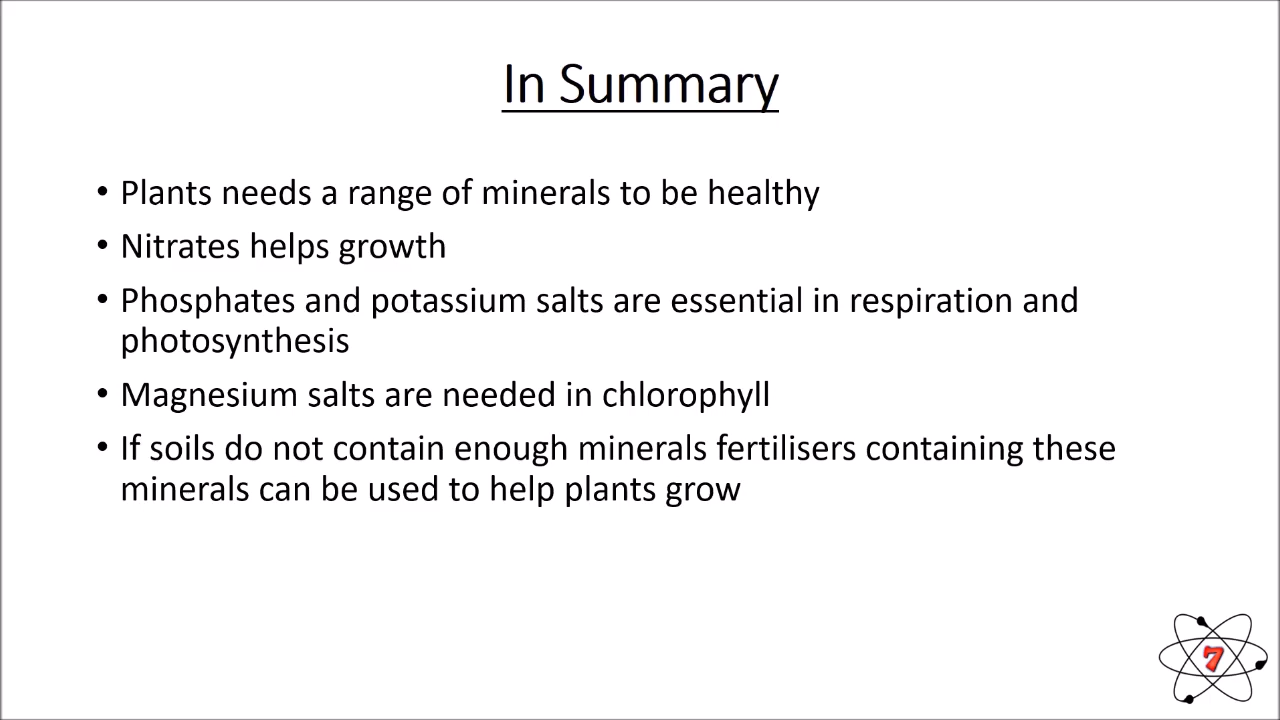 In Summary
• Plants needs a range of minerals to be healthy
• Nitrates helps growth
• Phosphates and potassium salts are essential in respiration and
photosynthesis
• Magnesium salts are needed in chlorophyll
• If soils do not contain enough minerals fertilisers containing these
minerals can be used to help plants grow
7